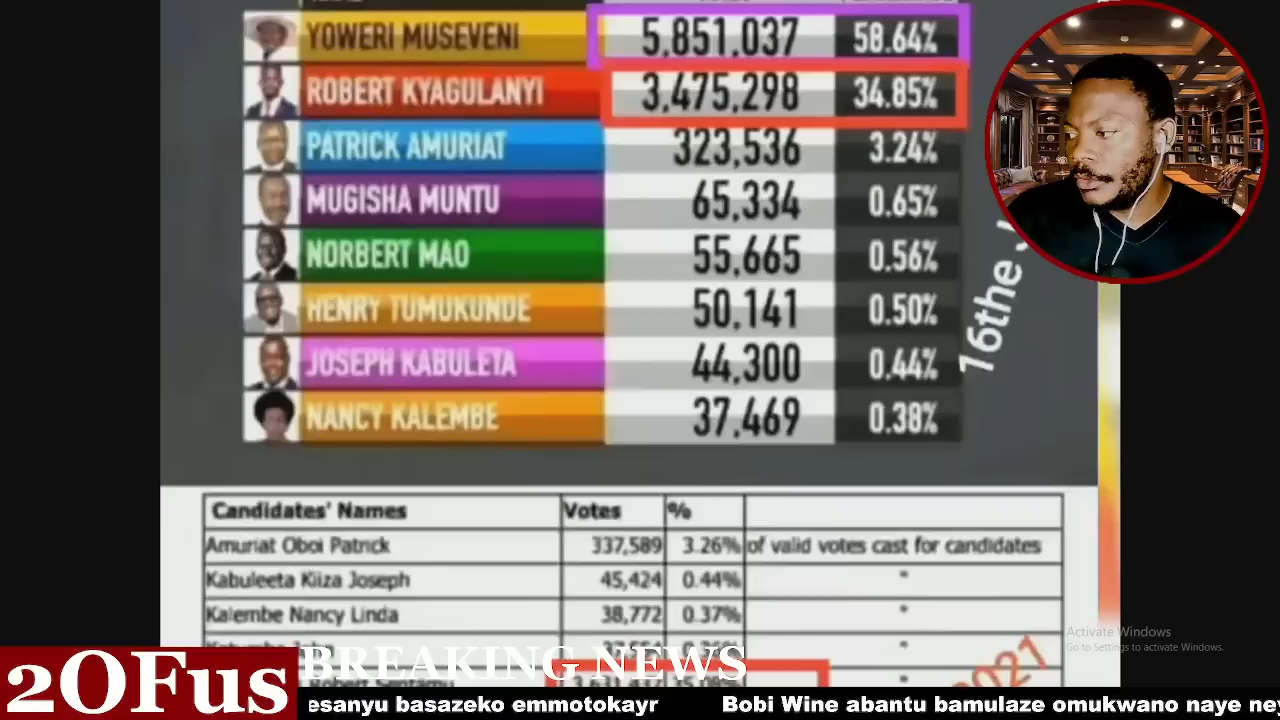 YOWERI MUSEVENI 5,851,037 58.64%
ROBERT KYAGULANYI 3,475,298 34.85%
PATRICK AMURIAT 323,536 3.24%
MUGISHA MUNTU 65,334 0.65%
NORBERT MAO 55,665 0.56%
HENRY TUMUKUNDE 50,141 0.50%
JOSEPH KABULETA 44,300 0.44%
NANCY KALEMBE 37,469 0.38%
16the
Candidates' Names Votes %
Amuriat Oboi Patrick 337,589 3.26% of valid votes cast for candidates
Kabuleeta Kiiza Joseph 45,424 0.44% "
Kalembe Nancy Linda 38,772 0.37% "
2021
Activate Windows
Go to Settings to activate Windows.
2OFus
BREAKING NEWS
esanyu basazeko emmotokayr Bobi Wine abantu bamulaze omukwano naye ney